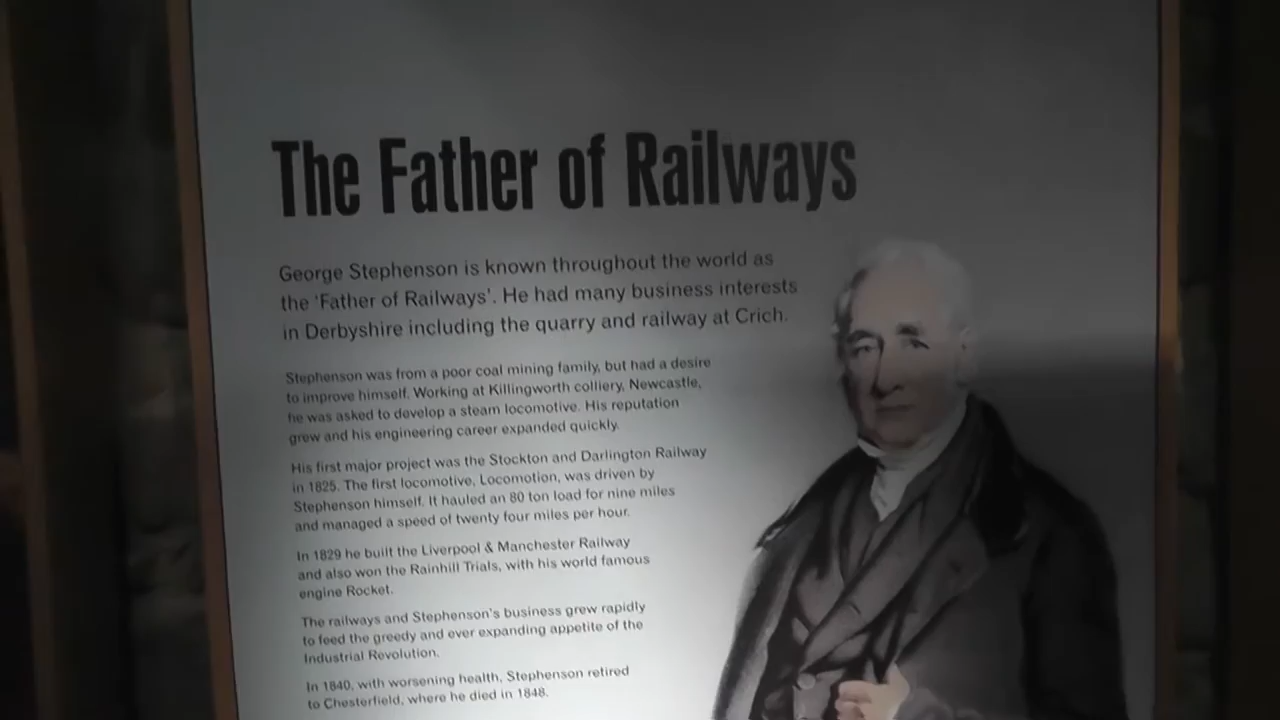 The Father of Railways
George Stephenson is known throughout the world as
the 'Father of Railways'. He had many business interests
in Derbyshire including the quarry and railway at Crich.
Stephenson was from a poor coal mining family, but had a desire
to improve himself. Working at Killingworth colliery, Newcastle,
he was asked to develop a steam locomotive. His reputation
grew and his engineering career expanded quickly.
His first major project was the Stockton and Darlington Railway
in 1825. The first locomotive, Locomotion, was driven by
Stephenson himself. It hauled an 80 ton load for nine miles
and managed a speed of twenty four miles per hour.
In 1829 he built the Liverpool & Manchester Railway
and also won the Rainhill Trials, with his world famous
engine Rocket.
The railways and Stephenson's business grew rapidly
to feed the greedy and ever expanding appetite of the
Industrial Revolution.
In 1840, with worsening health, Stephenson retired
to Chesterfield, where he died in 1848.